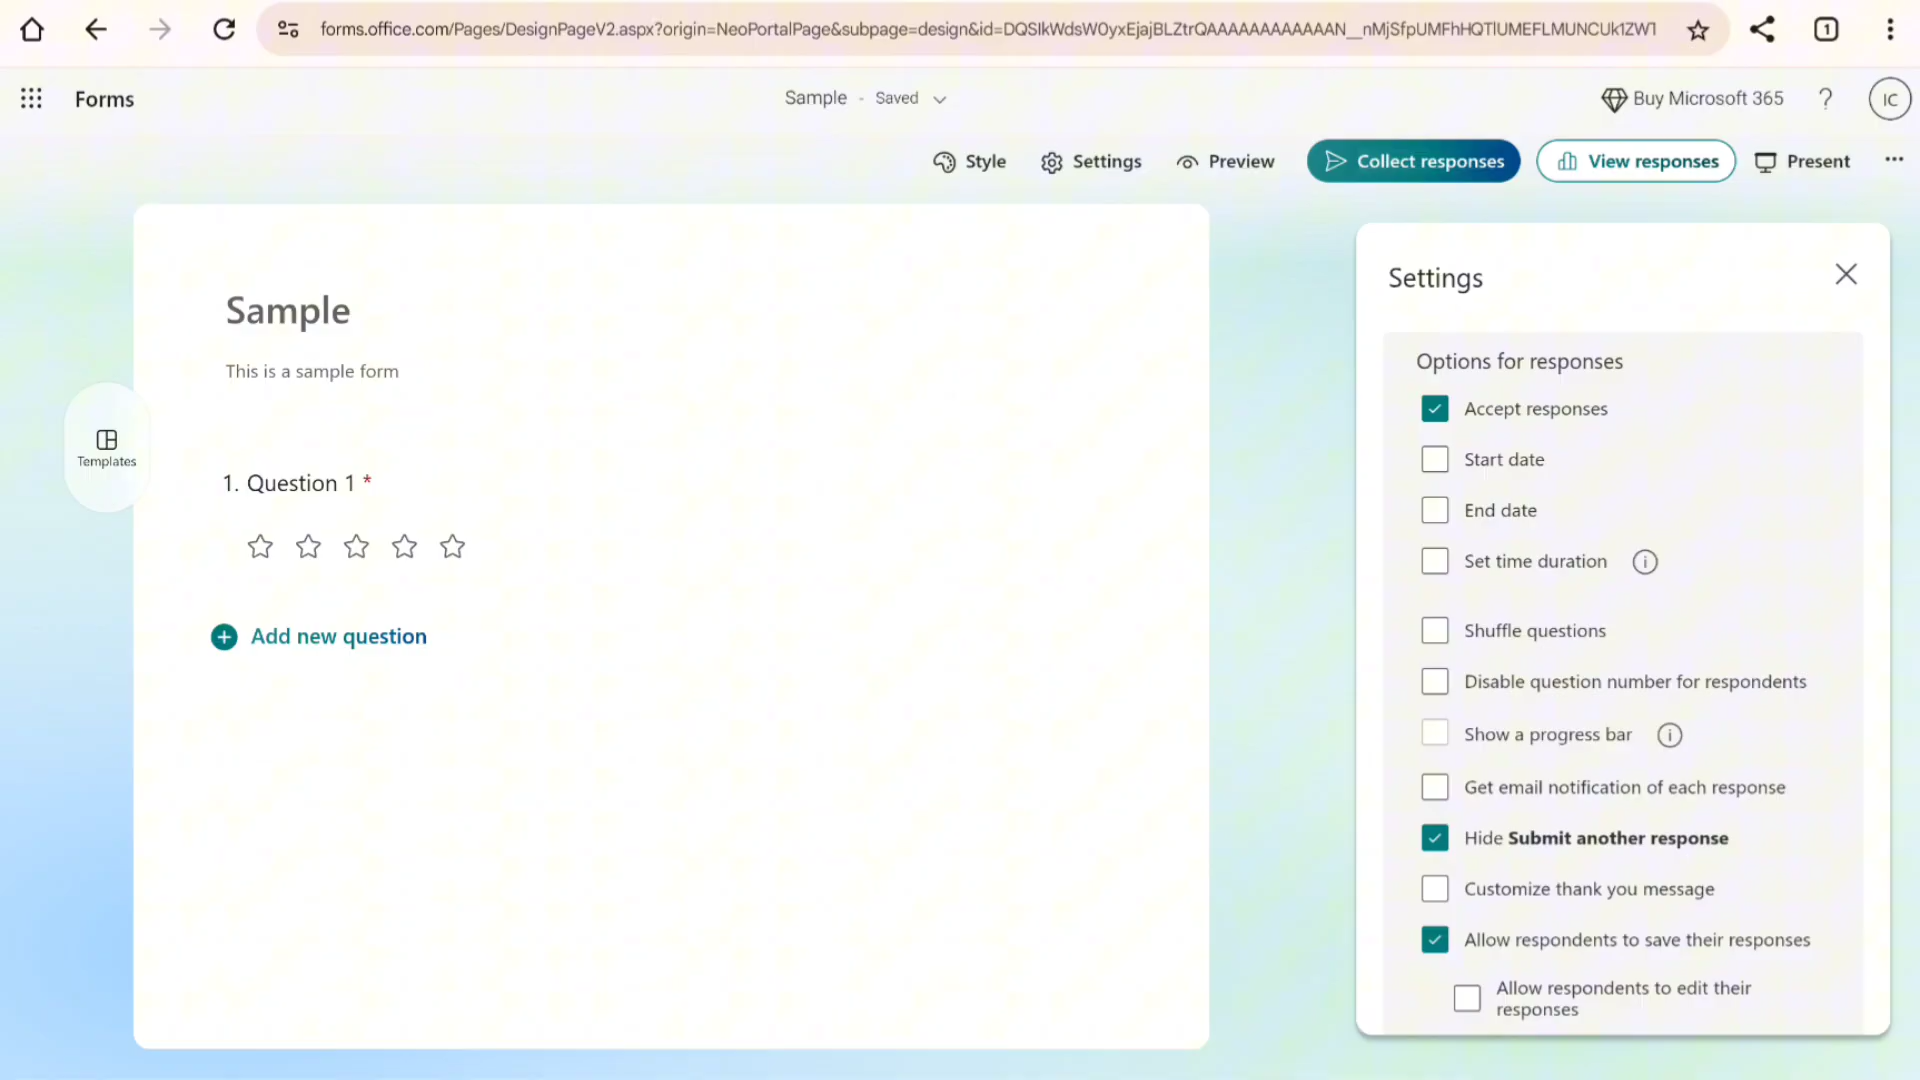 forms.office.com/Pages/DesignPageV2.aspx?origin=NeoPortalPage&subpage=design&id=DQSIkWdsW0yxEjajBLZtrQAAAAAAAAAAAAN__nMjSfpUMFhHQTlUMEFLMUNCUk1ZW1
1
Forms
Sample - Saved
Buy Microsoft 365
?
IC
Style
Settings
Preview
Collect responses
View responses
Present
Sample
This is a sample form
Templates
1. Question 1 *
Add new question
Settings
Options for responses
Accept responses
Start date
End date
Set time duration
Shuffle questions
Disable question number for respondents
Show a progress bar
Get email notification of each response
Hide Submit another response
Customize thank you message
Allow respondents to save their responses
Allow respondents to edit their
responses